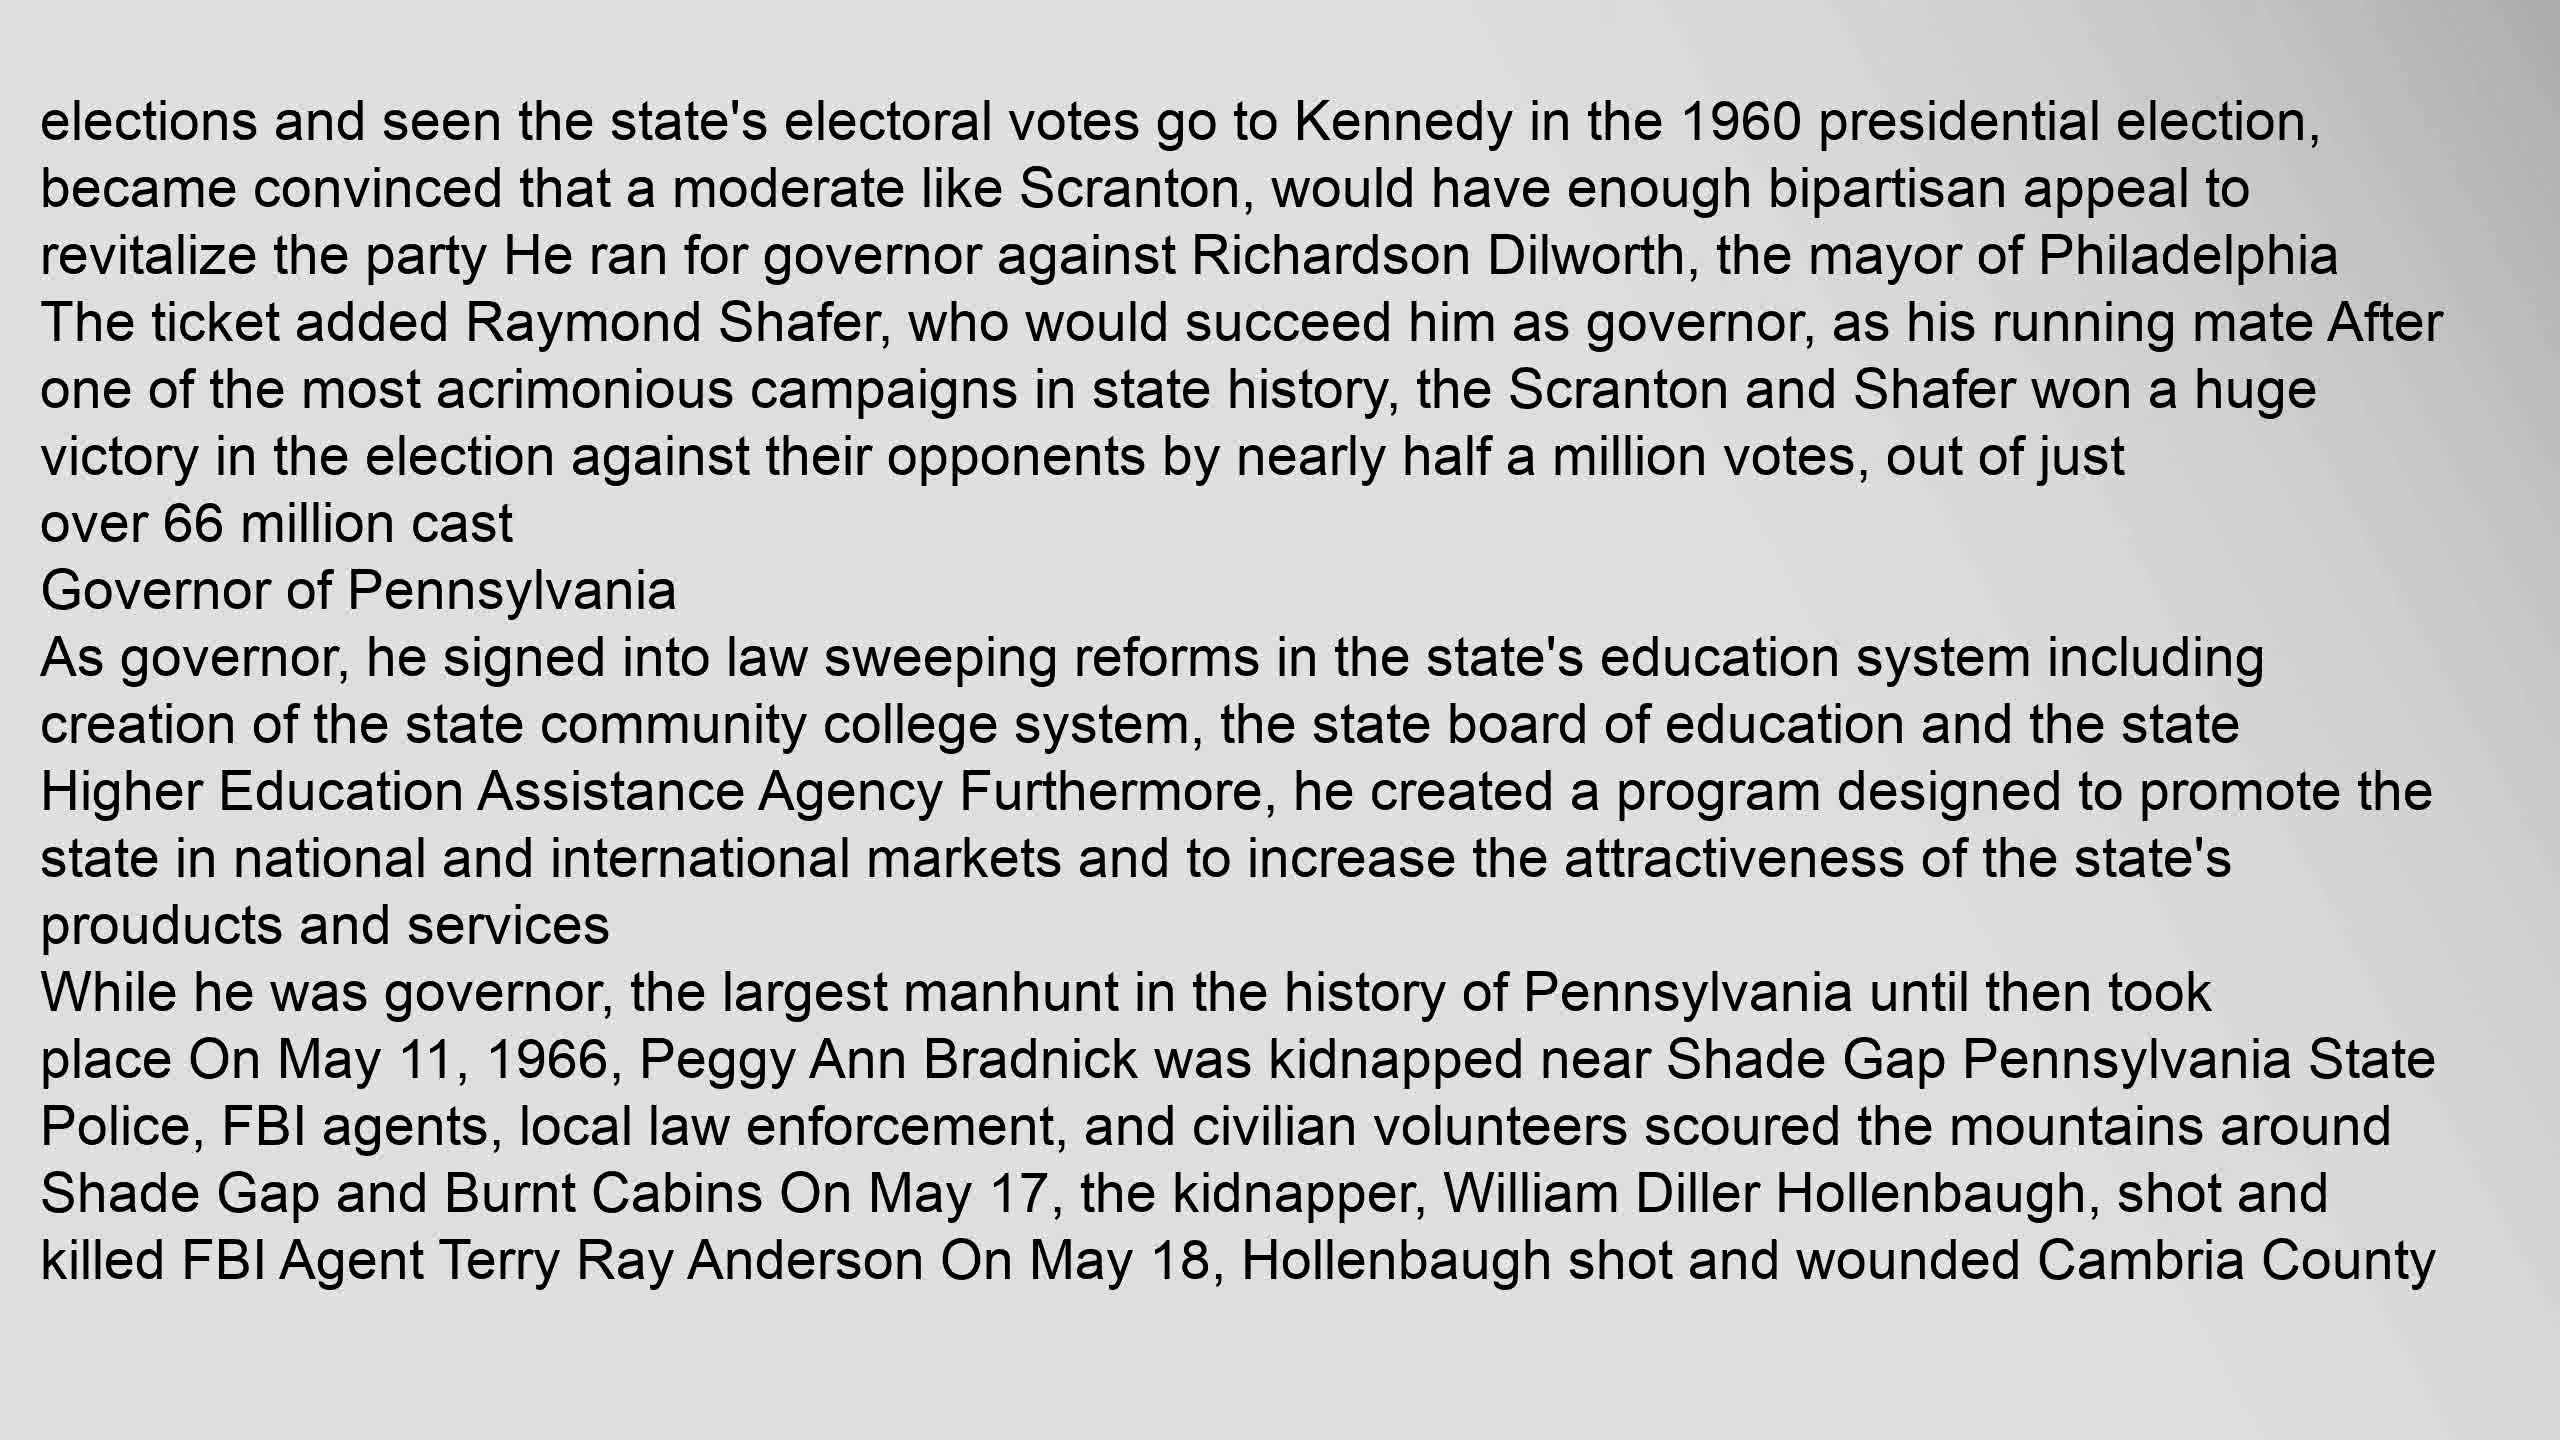 elections and seen the state's electoral votes go to Kennedy in the 1960 presidential election,
became convinced that a moderate like Scranton, would have enough bipartisan appeal to
revitalize the party He ran for governor against Richardson Dilworth, the mayor of Philadelphia
The ticket added Raymond Shafer, who would succeed him as governor, as his running mate After
one of the most acrimonious campaigns in state history, the Scranton and Shafer won a huge
victory in the election against their opponents by nearly half a million votes, out of just
over 66 million cast
Governor of Pennsylvania
As governor, he signed into law sweeping reforms in the state's education system including
creation of the state community college system, the state board of education and the state
Higher Education Assistance Agency Furthermore, he created a program designed to promote the
state in national and international markets and to increase the attractiveness of the state's
prouducts and services
While he was governor, the largest manhunt in the history of Pennsylvania until then took
place On May 11, 1966, Peggy Ann Bradnick was kidnapped near Shade Gap Pennsylvania State
Police, FBI agents, local law enforcement, and civilian volunteers scoured the mountains around
Shade Gap and Burnt Cabins On May 17, the kidnapper, William Diller Hollenbaugh, shot and
killed FBI Agent Terry Ray Anderson On May 18, Hollenbaugh shot and wounded Cambria County